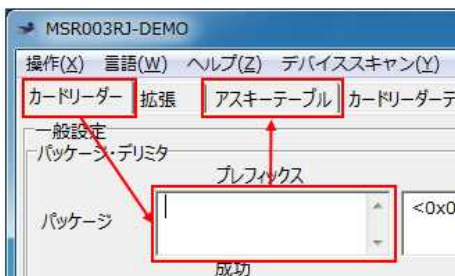 MSR003RJ-DEMO
操作(X) 言語(W) ヘルプ(Z) デバイススキャン(Y)
カードリーダー 拡張 アスキーテーブル カードリーダーデ
一般設定
パッケージ・デリミタ
プレフィックス
パッケージ <0x0
成功